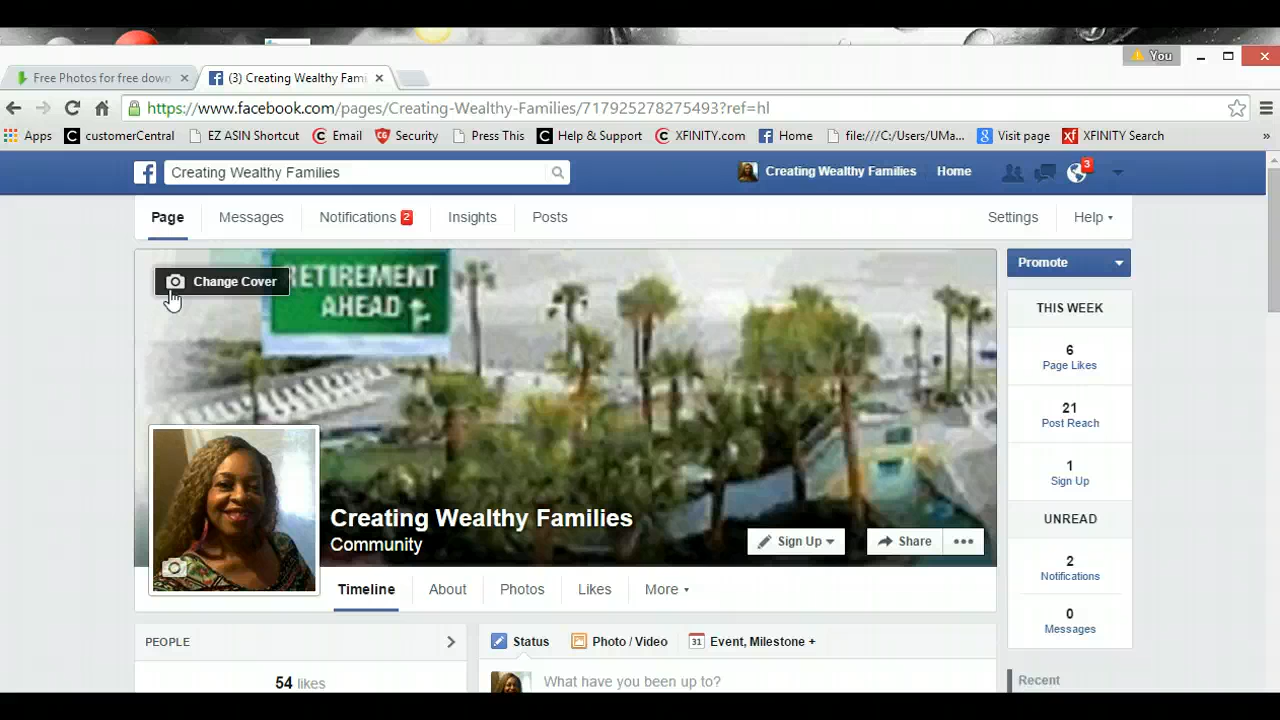 You
Free Photos for free down
(3) Creating Wealthy Fami
https://www.facebook.com/pages/Creating-Wealthy-Families/717925278275493?ref=hl
Apps customerCentral EZ ASIN Shortcut Email Security Press This Help & Support XFINITY.com Home file:///C:/Users/UMa... Visit page XFINITY Search »
Creating Wealthy Families
Creating Wealthy Families Home 3
Page Messages Notifications 2 Insights Posts Settings Help
Change Cover
RETIREMENT
AHEAD
Creating Wealthy Families
Community
Sign Up Share
Timeline About Photos Likes More
PEOPLE
54 likes
Status Photo / Video 31 Event, Milestone +
What have you been up to?
Promote
THIS WEEK
6
Page Likes
21
Post Reach
1
Sign Up
UNREAD
2
Notifications
0
Messages
Recent